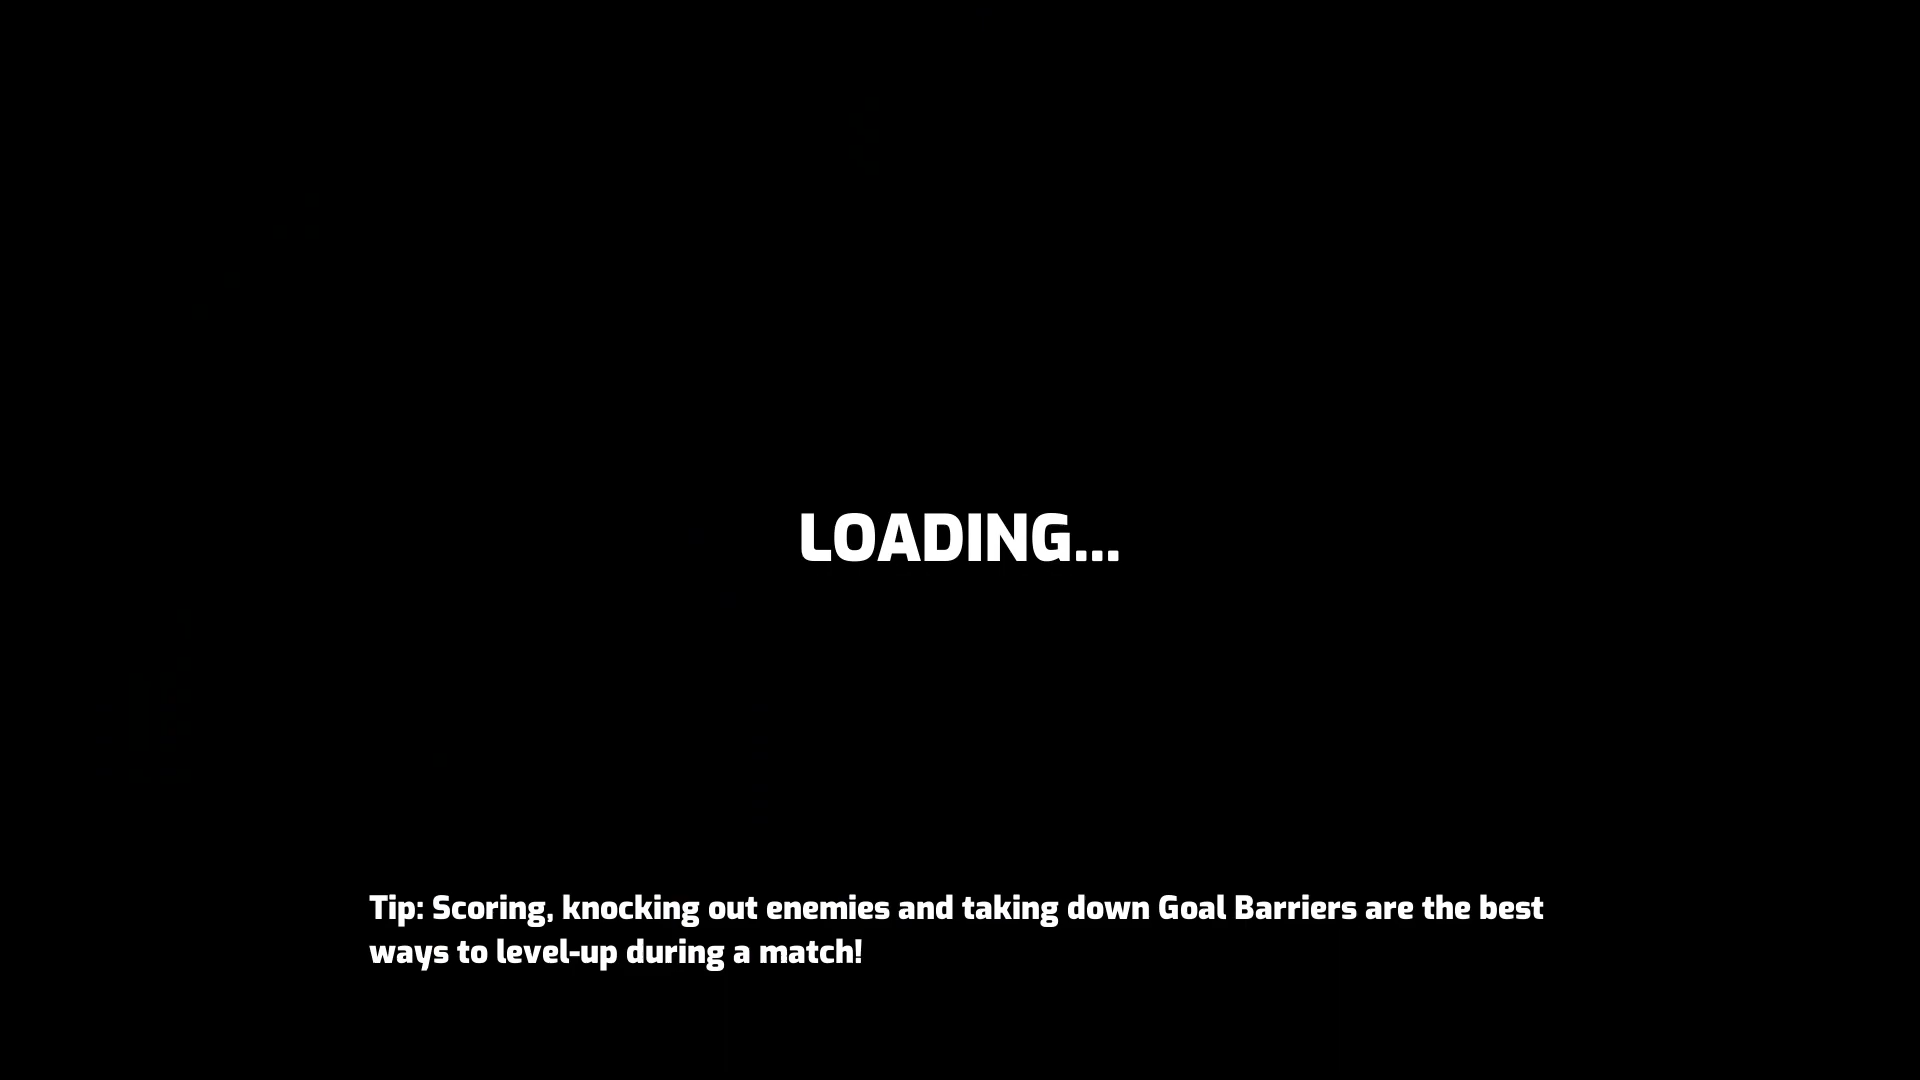 LOADING...
Tip: Scoring, knocking out enemies and taking down Goal Barriers are the best
ways to level-up during a match!